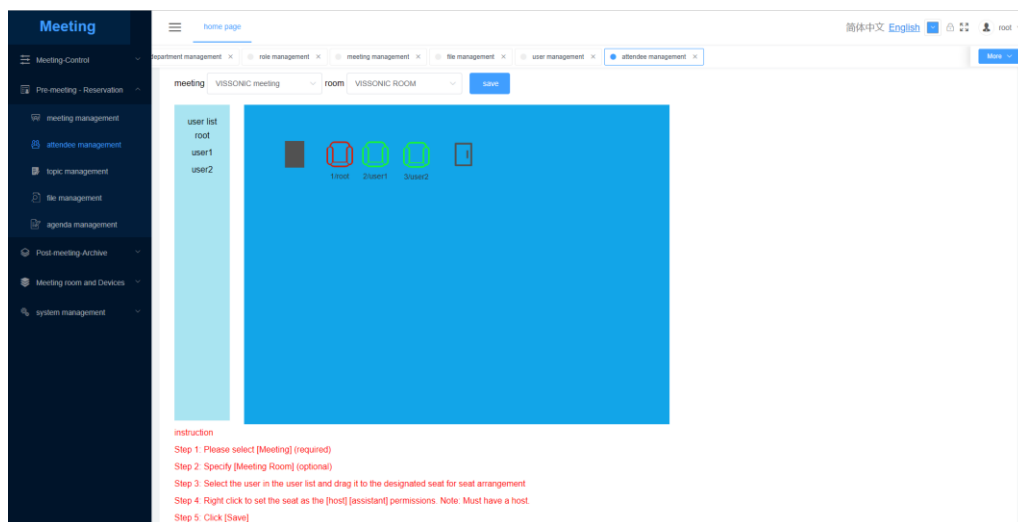 Meeting
home page
简体中文 English
root
Meeting-Control
epartment management
role management
meeting management
file management
user management
attendee management
More
meeting VISSONIC meeting room VISSONIC ROOM save
Pre-meeting - Reservation
meeting management
attendee management
topic management
file management
agenda management
Post-meeting-Archive
Meeting room and Devices
system management
user list
root
user1
user2
1/root 2/user1 3/user2
instruction
Step 1: Please select [Meeting] (required)
Step 2: Specify [Meeting Room] (optional)
Step 3: Select the user in the user list and drag it to the designated seat for seat arrangement
Step 4: Right click to set the seat as the [host] [assistant] permissions. Note: Must have a host.
Step 5: Click [Save]